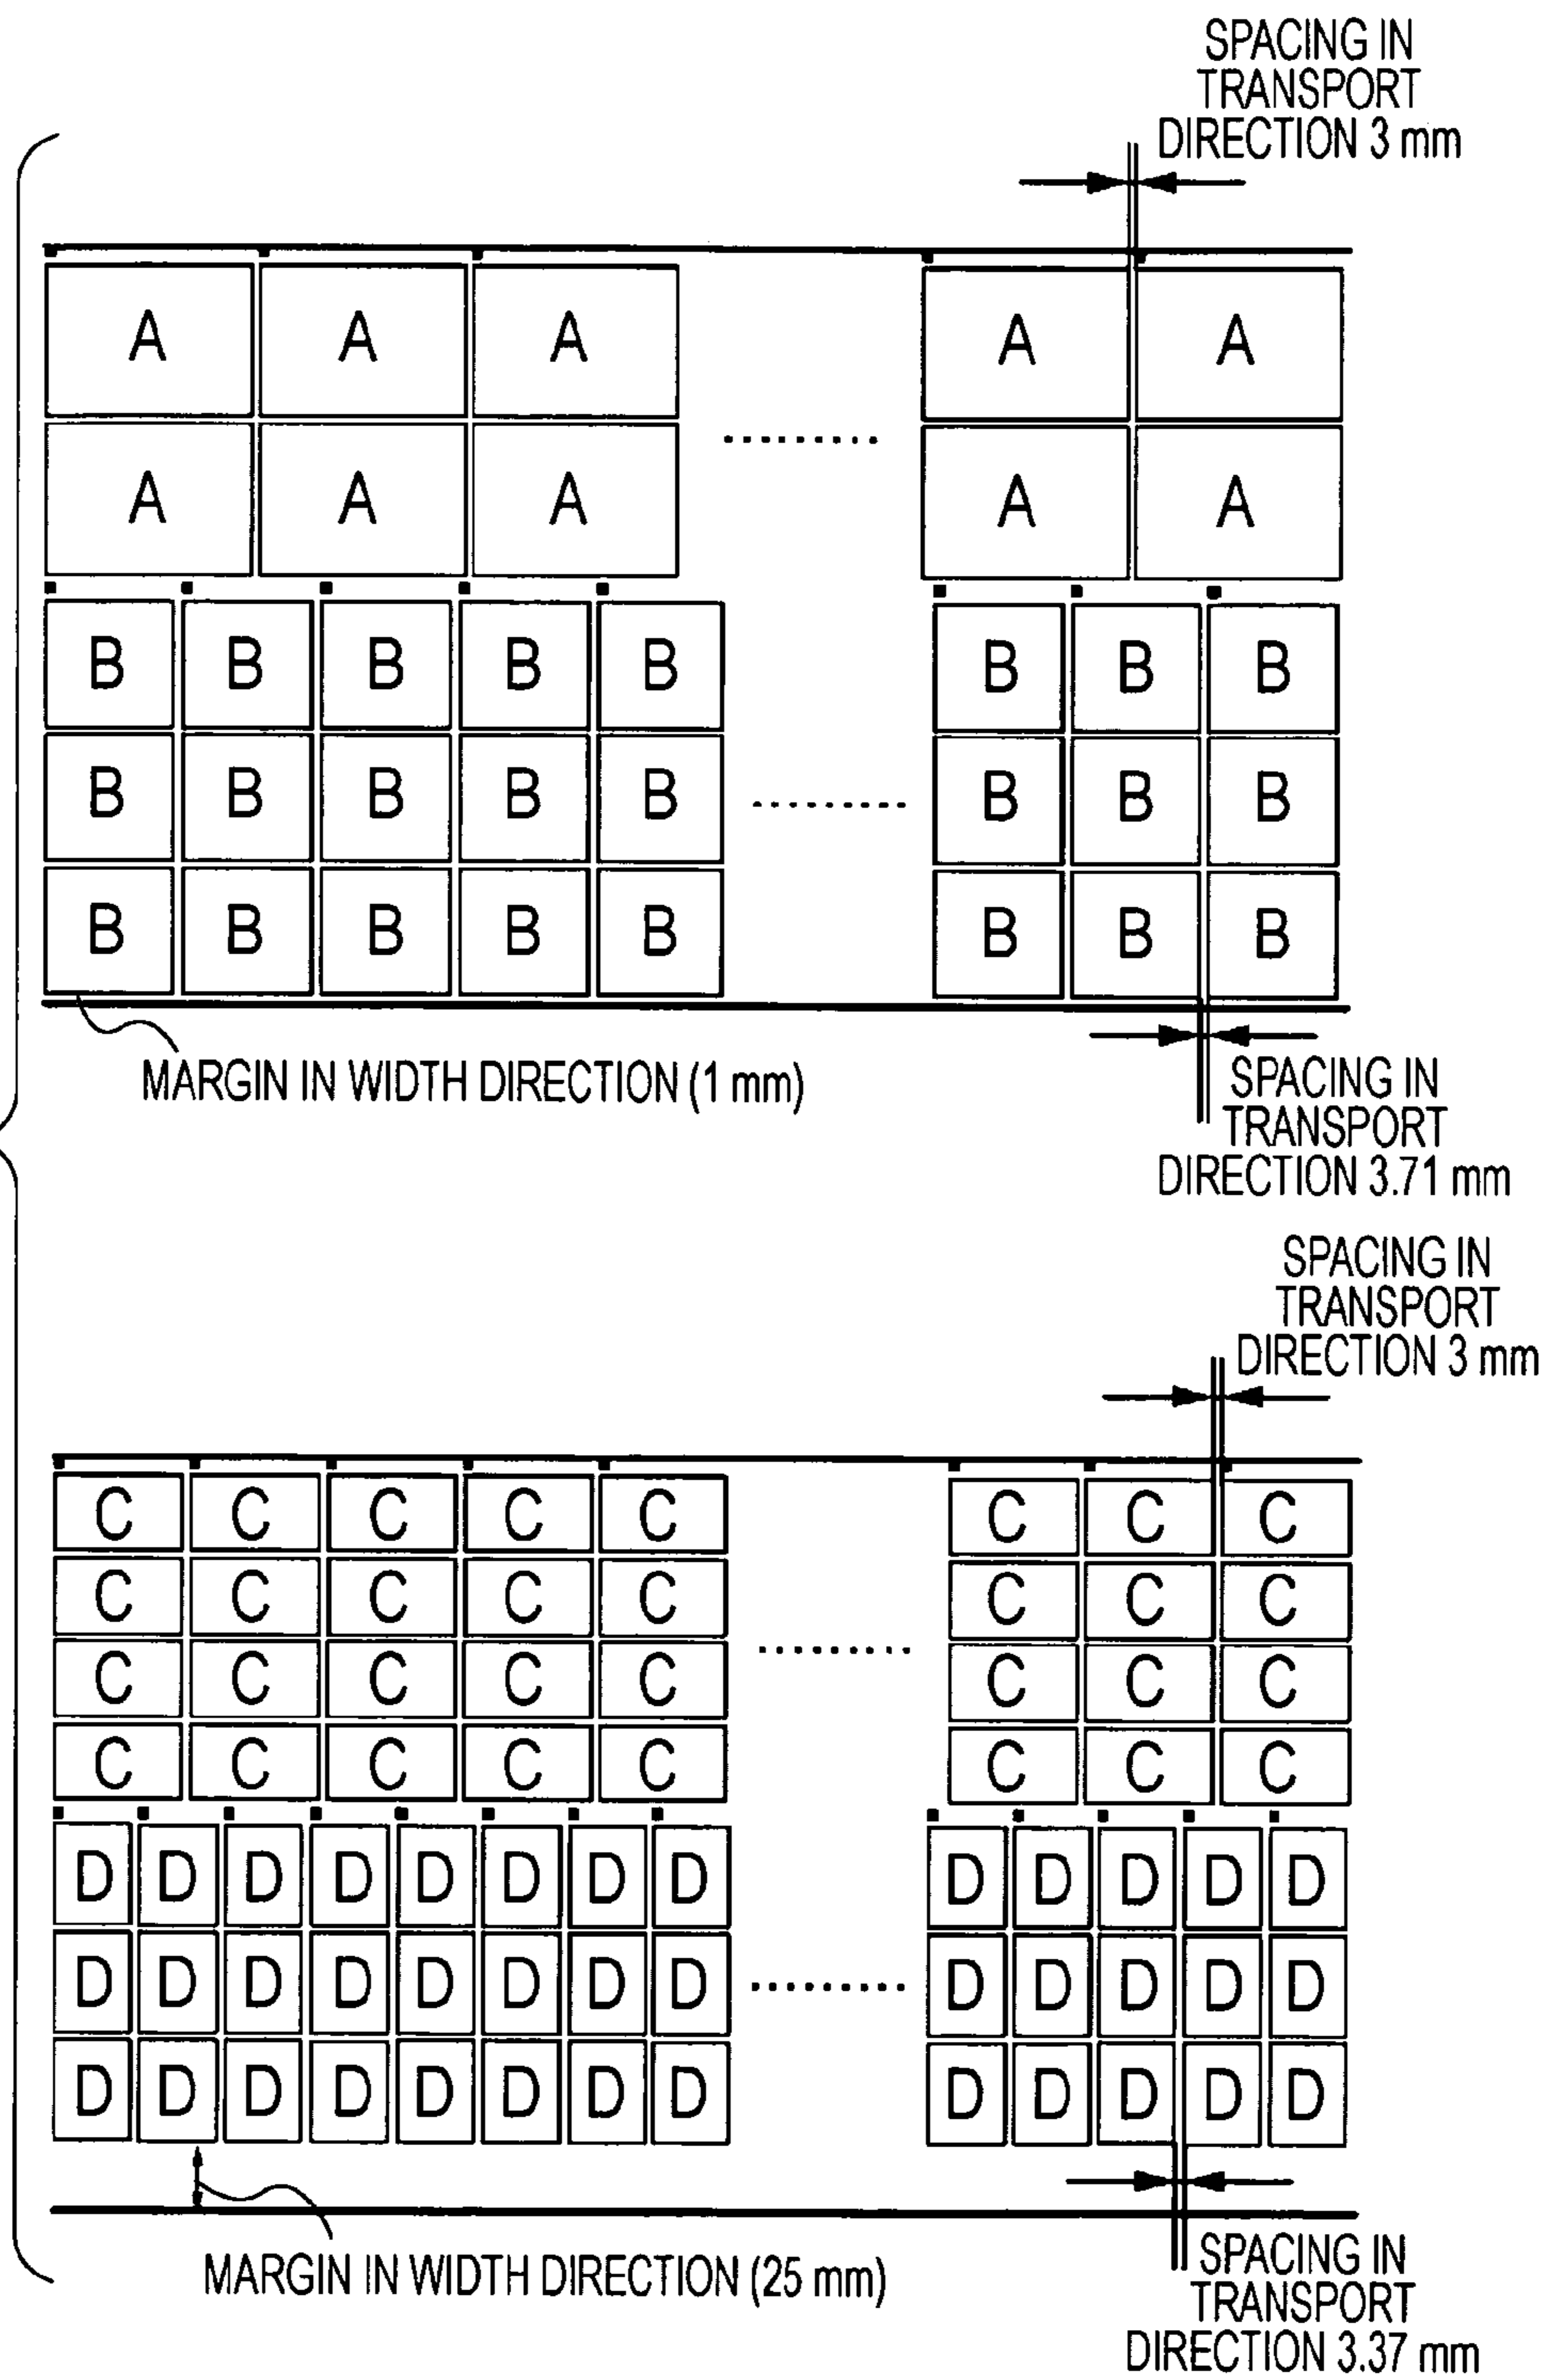 SPACING IN
TRANSPORT
DIRECTION 3 mm
A A A A A
A A A A A
B B B B B B B B
B B B B B B B B
B B B B B B B B
MARGIN IN WIDTH DIRECTION (1 mm)
SPACING IN
TRANSPORT
DIRECTION 3.71 mm
SPACING IN
TRANSPORT
DIRECTION 3 mm
C C C C C C C C
C C C C C C C C
C C C C C C C C
C C C C C C C C
D D D D D D D D D D D D D
D D D D D D D D D D D D D
D D D D D D D D D D D D D
MARGIN IN WIDTH DIRECTION (25 mm)
SPACING IN
TRANSPORT
DIRECTION 3.37 mm